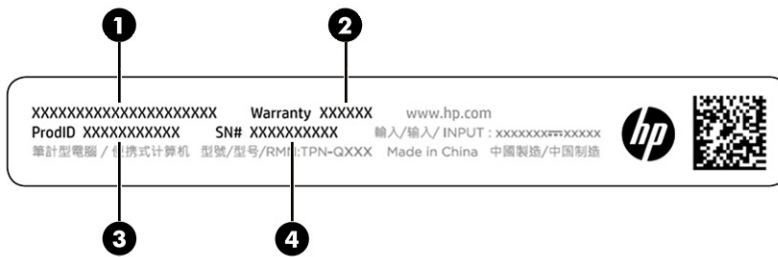 1 2
XXXXXXXXXXXXXXXXXXXXX Warranty XXXXXX www.hp.com
ProdID XXXXXXXXXXX SN# XXXXXXXXXX 輸入/输入/ INPUT : xxxxxxx⎓xxxxx
筆計型電腦 / 便携式计算机 型號/型号/RMN:TPN-QXXX Made in China 中國製造/中国制造
hp
3 4